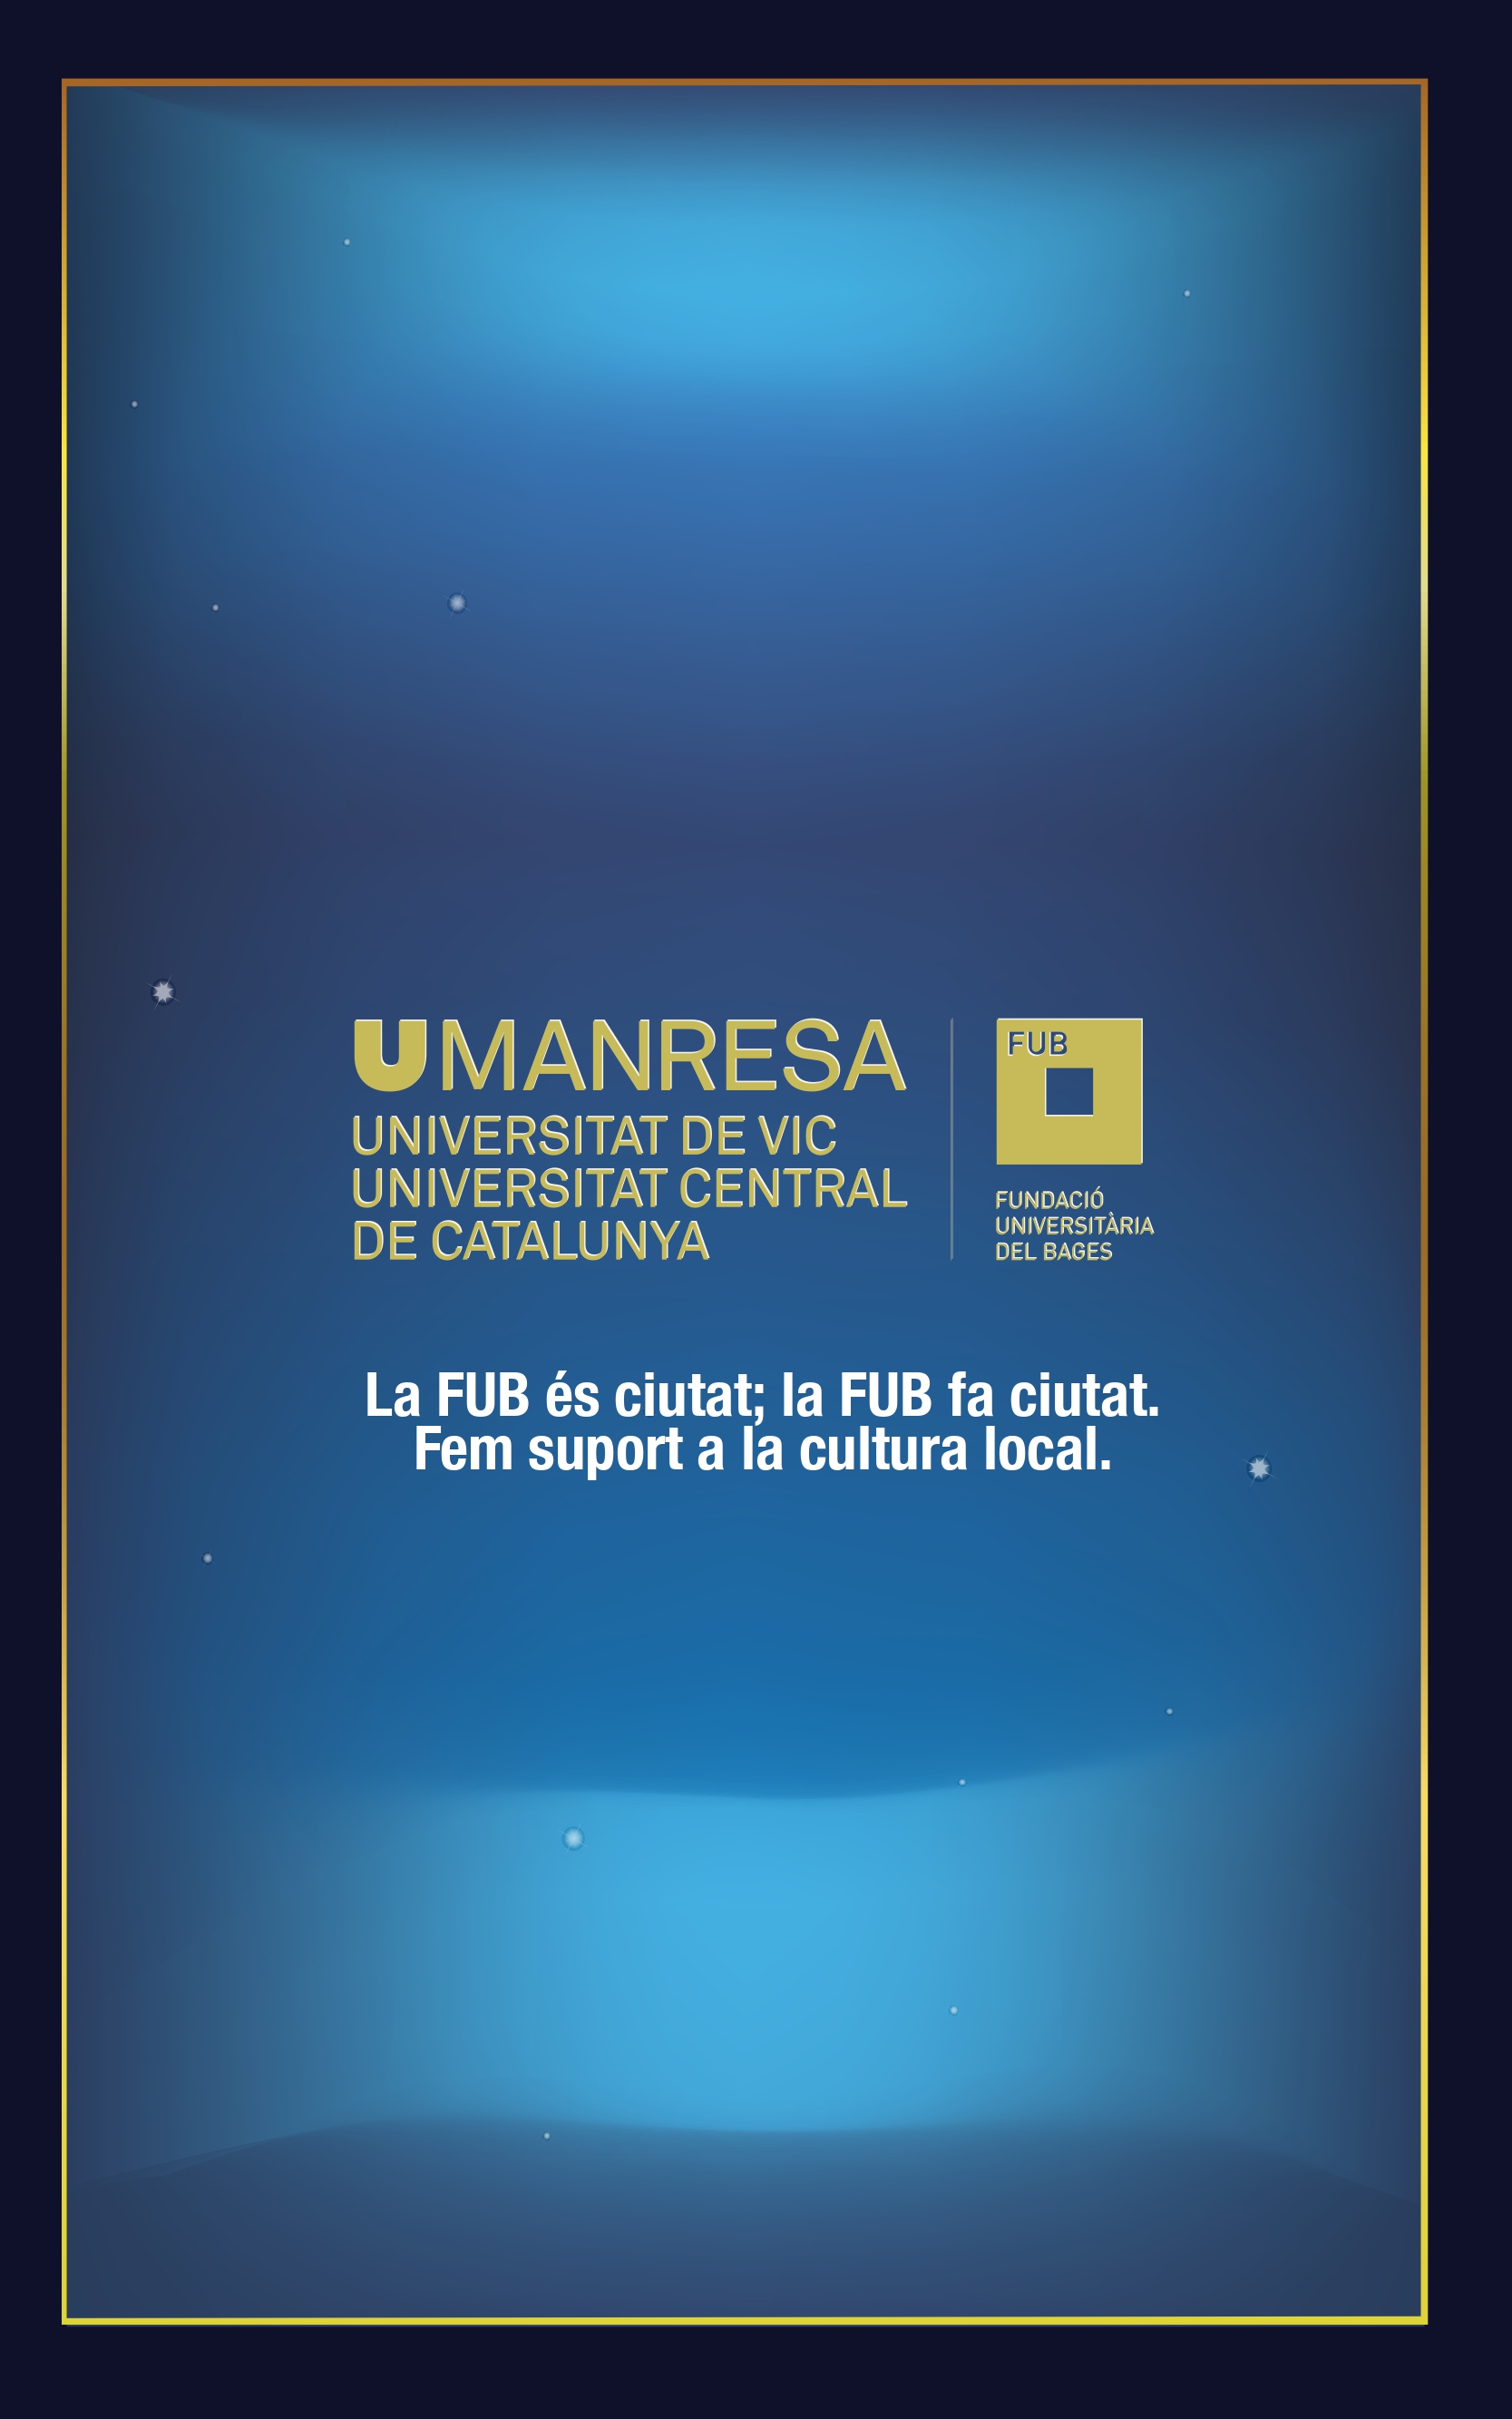 UMANRESA
UNIVERSITAT DE VIC
UNIVERSITAT CENTRAL
DE CATALUNYA
FUB
FUNDACIÓ
UNIVERSITÀRIA
DEL BAGES
La FUB és ciutat; la FUB fa ciutat.
Fem suport a la cultura local.